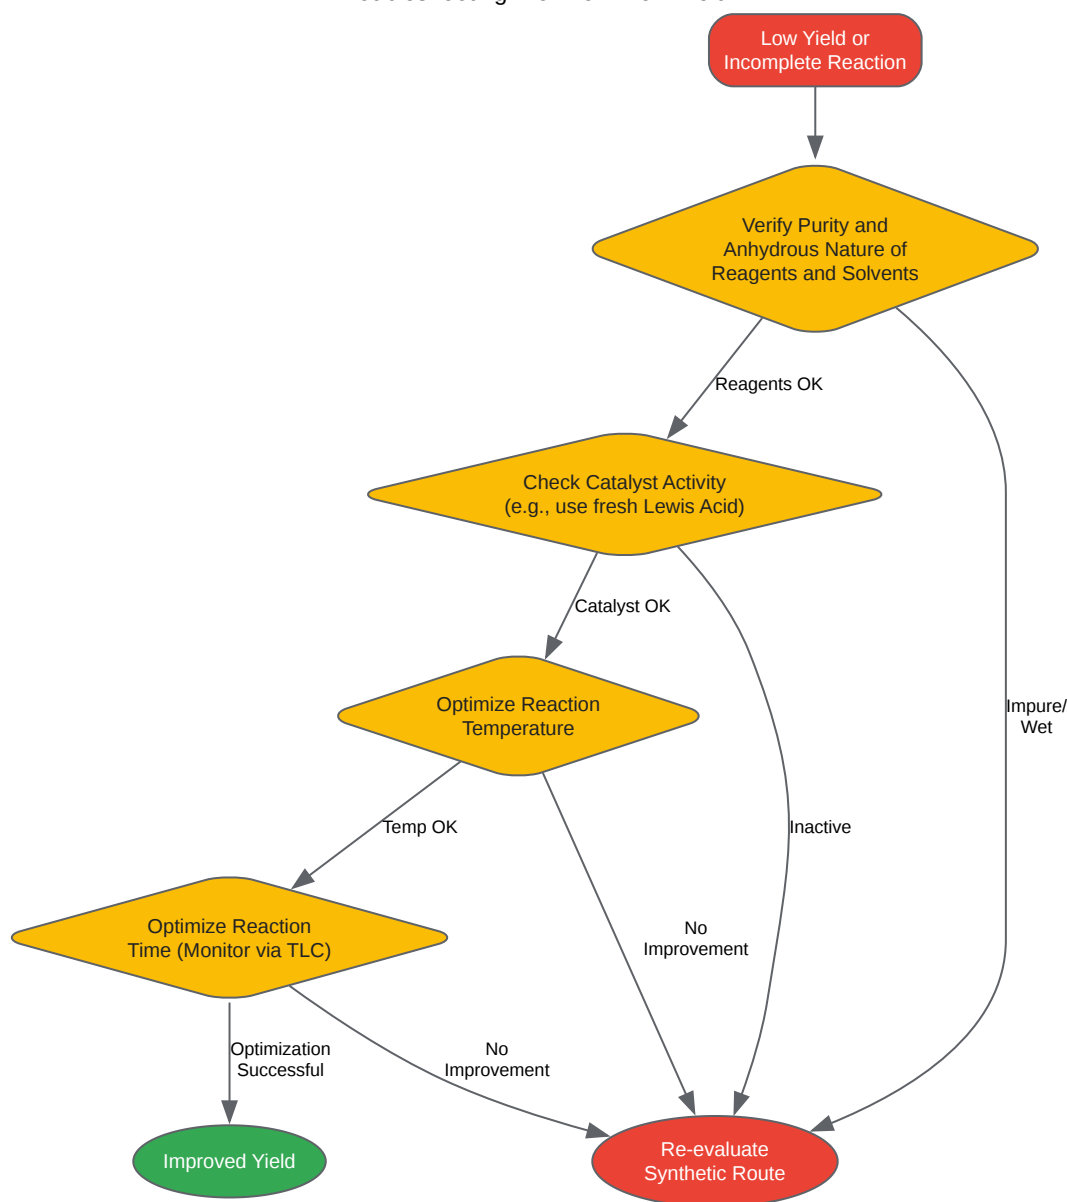 Low Yield or
Incomplete Reaction
Verify Purity and
Anhydrous Nature of
Reagents and Solvents
Reagents OK
Check Catalyst Activity
(e.g., use fresh Lewis Acid)
Catalyst OK
Optimize Reaction
Temperature
Impure/
Wet
Temp OK
Inactive
Optimize Reaction
Time (Monitor via TLC)
No
Improvement
Optimization
Successful
No
Improvement
Improved Yield
Re-evaluate
Synthetic Route